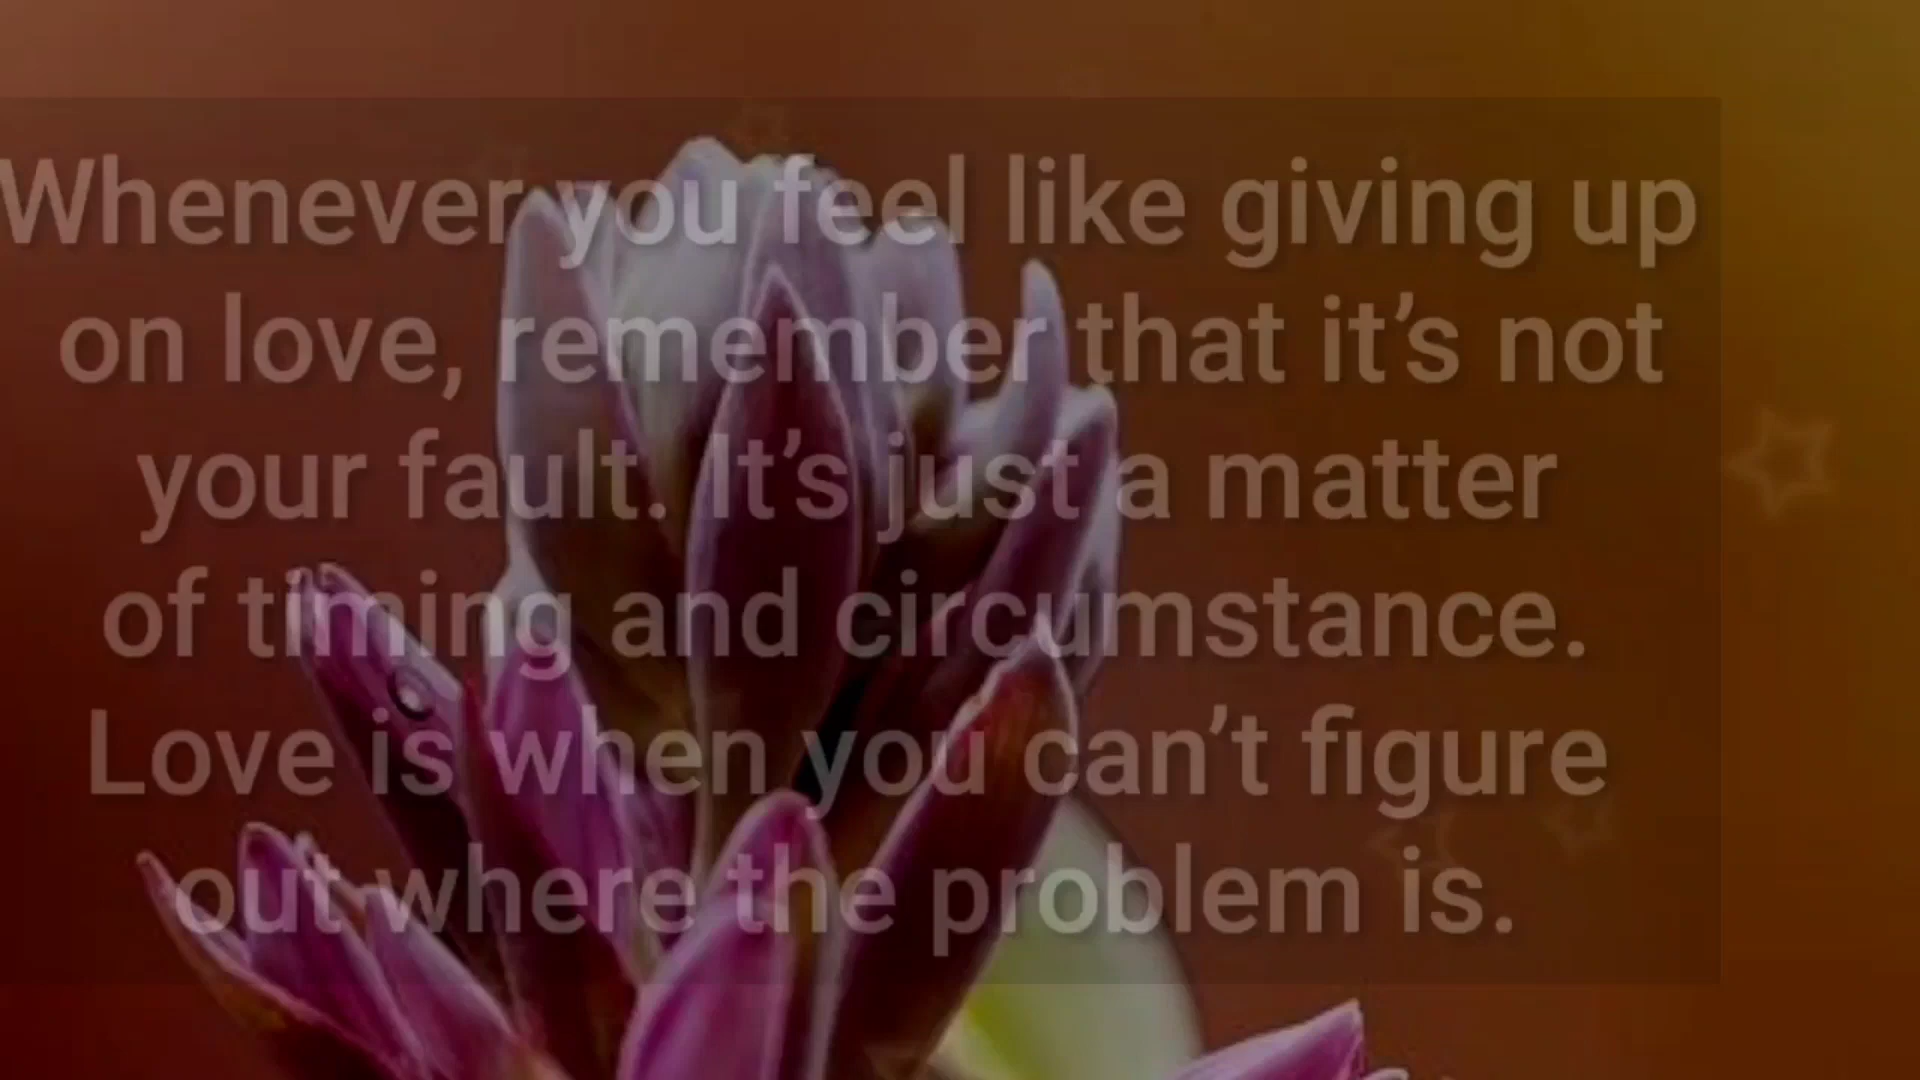 Whenever you feel like giving up
on love, remember that it’s not
your fault. It’s just a matter
of timing and circumstance.
Love is when you can’t figure
out where the problem is.